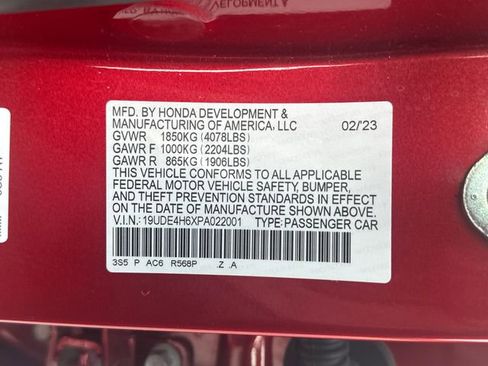 MFD. BY HONDA DEVELOPMENT &
MANUFACTURING OF AMERICA, LLC 02/'23
GVWR 1850KG (4078LBS)
GAWR F 1000KG (2204LBS)
GAWR R 865KG (1906LBS)
THIS VEHICLE CONFORMS TO ALL APPLICABLE
FEDERAL MOTOR VEHICLE SAFETY, BUMPER,
AND THEFT PREVENTION STANDARDS IN EFFECT
ON THE DATE OF MANUFACTURE SHOWN ABOVE.
V.I.N.:19UDE4H6XPA022001 TYPE:PASSENGER CAR
3S5 P AC6 R568P .Z .A